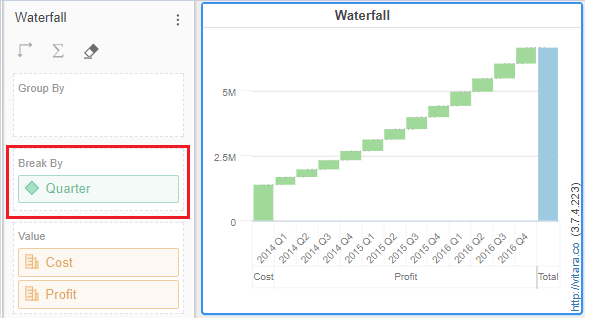 Waterfall
Group By
Break By
Quarter
Value
Cost
Profit
Waterfall
5M
2.5M
0
2014 Q1
2014 Q2
2014 Q3
2014 Q4
2015 Q1
2015 Q2
2015 Q3
2015 Q4
2016 Q1
2016 Q2
2016 Q3
2016 Q4
Cost Profit Total
http://vitara.co (3.7.4.223)